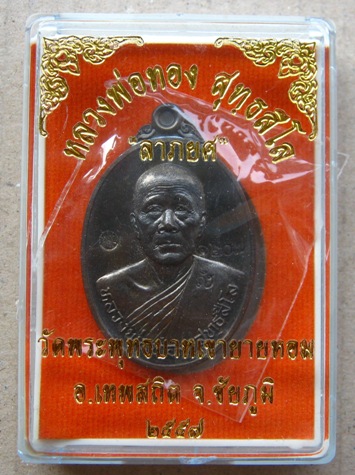 หลวงพ่อทอง สุทธสีโล
"ลาภยศ"
วัดพระพุทธบาทเขายายหอม
อ.เทพสถิต จ.ชัยภูมิ
๒๕๕๗